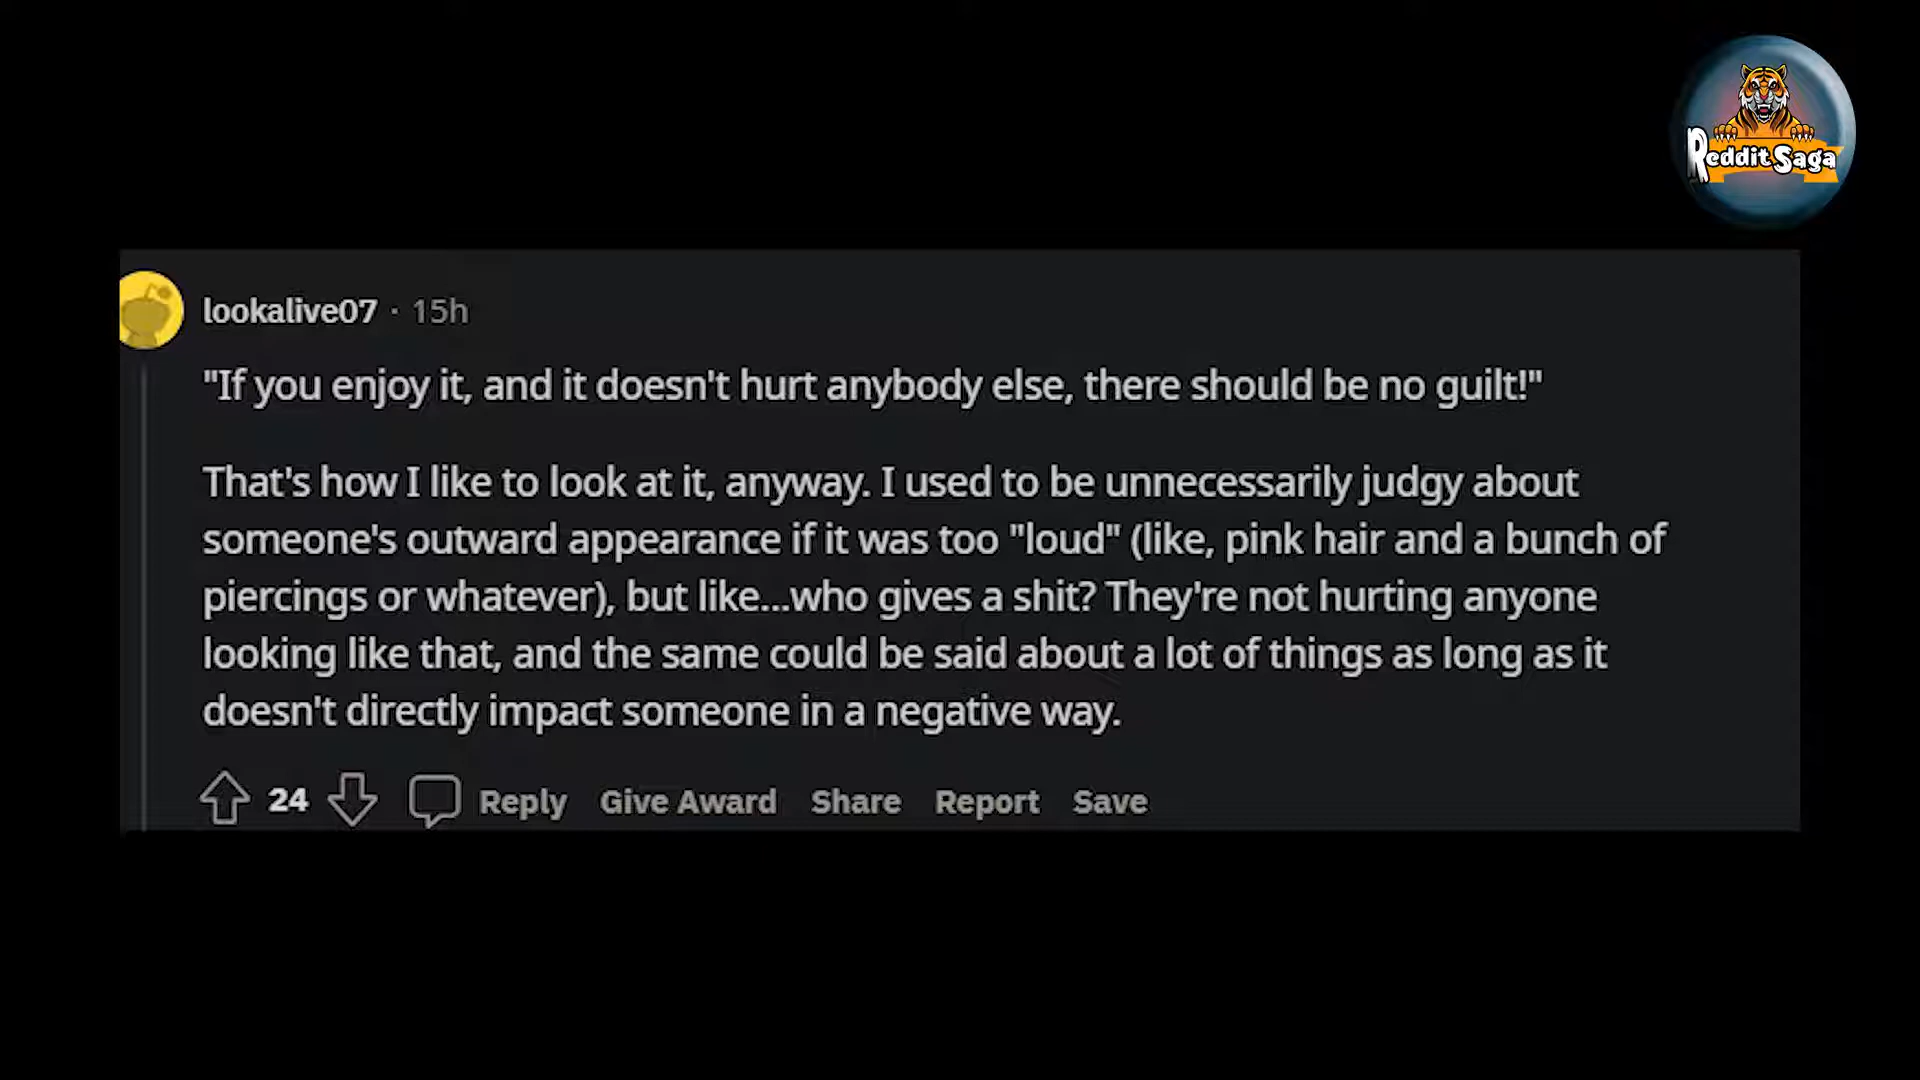 Reddit Saga
lookalive07 · 15h
"If you enjoy it, and it doesn't hurt anybody else, there should be no guilt!"
That's how I like to look at it, anyway. I used to be unnecessarily judgy about
someone's outward appearance if it was too "loud" (like, pink hair and a bunch of
piercings or whatever), but like...who gives a shit? They're not hurting anyone
looking like that, and the same could be said about a lot of things as long as it
doesn't directly impact someone in a negative way.
24 Reply Give Award Share Report Save